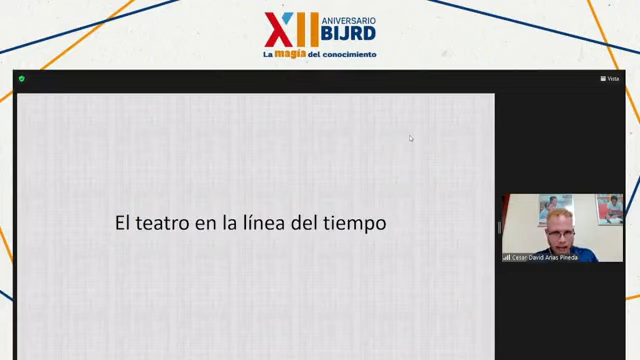 XII ANIVERSARIO BIJRD
La magia del conocimiento
Vista
El teatro en la línea del tiempo
Cesar David Arias Pineda